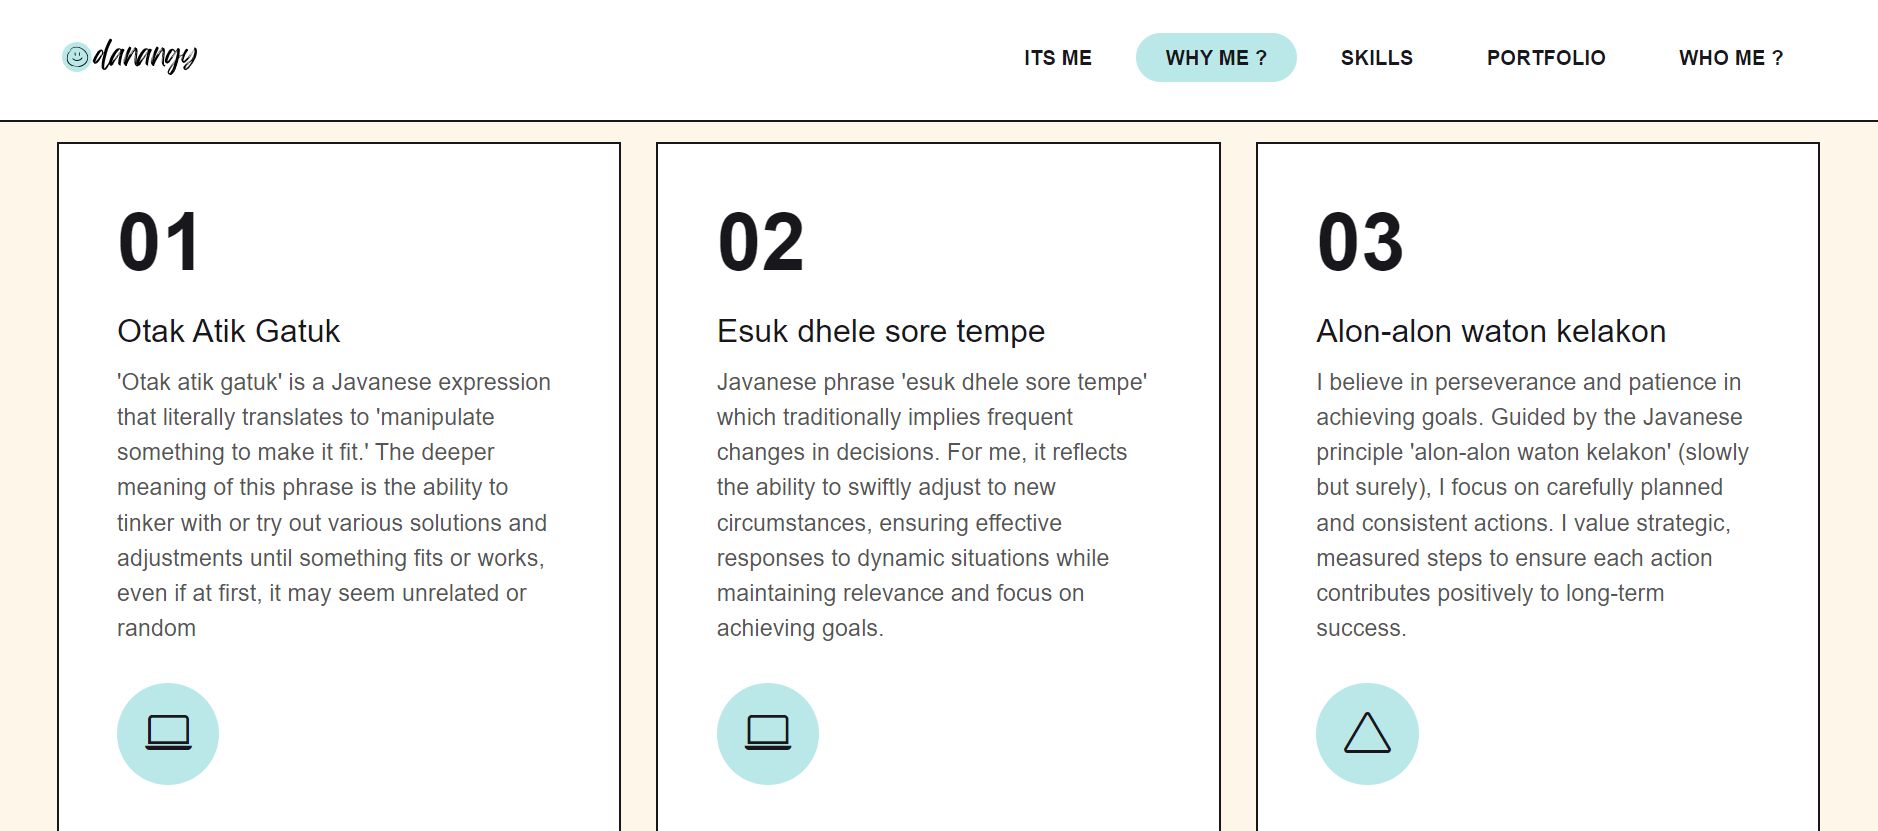 danangy
ITS ME
WHY ME ?
SKILLS
PORTFOLIO
WHO ME ?
01
Otak Atik Gatuk
'Otak atik gatuk' is a Javanese expression
that literally translates to 'manipulate
something to make it fit.' The deeper
meaning of this phrase is the ability to
tinker with or try out various solutions and
adjustments until something fits or works,
even if at first, it may seem unrelated or
random
02
Esuk dhele sore tempe
Javanese phrase 'esuk dhele sore tempe'
which traditionally implies frequent
changes in decisions. For me, it reflects
the ability to swiftly adjust to new
circumstances, ensuring effective
responses to dynamic situations while
maintaining relevance and focus on
achieving goals.
03
Alon-alon waton kelakon
I believe in perseverance and patience in
achieving goals. Guided by the Javanese
principle 'alon-alon waton kelakon' (slowly
but surely), I focus on carefully planned
and consistent actions. I value strategic,
measured steps to ensure each action
contributes positively to long-term
success.